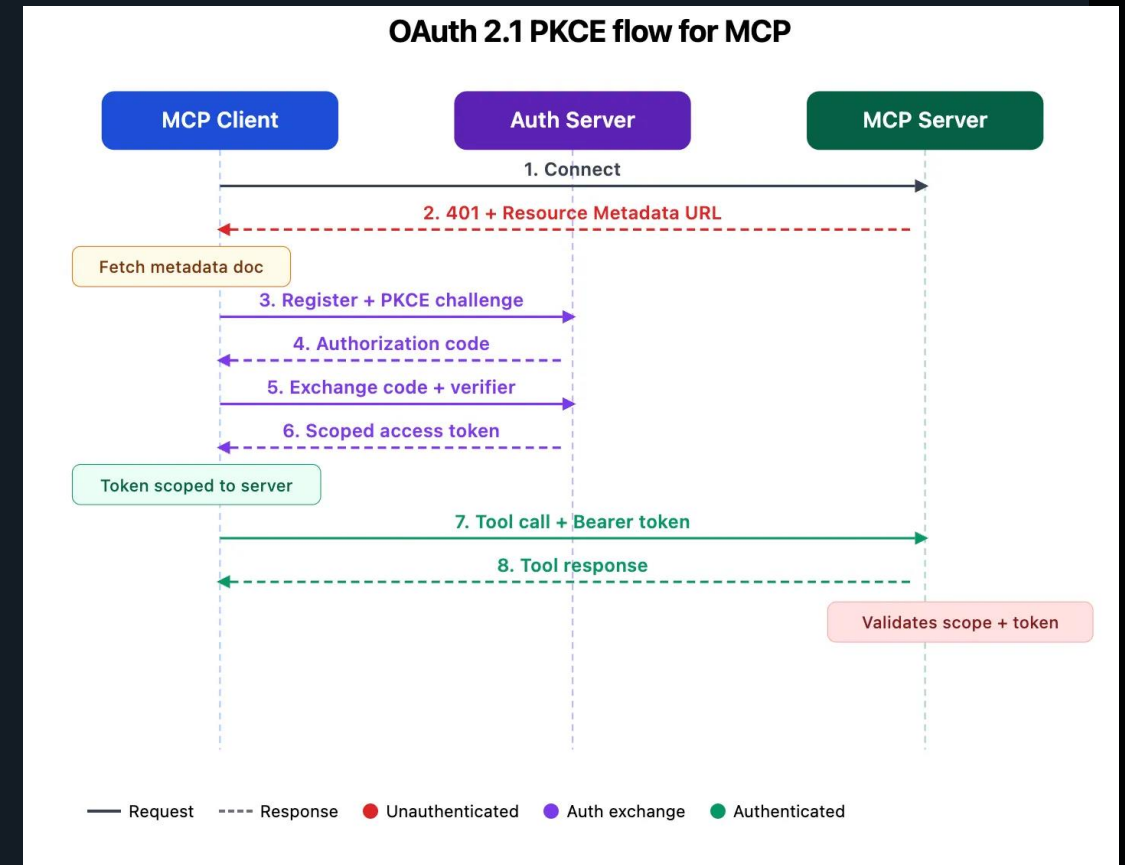 OAuth 2.1 PKCE flow for MCP
MCP Client
Auth Server
MCP Server
1. Connect
2. 401 + Resource Metadata URL
Fetch metadata doc
3. Register + PKCE challenge
4. Authorization code
5. Exchange code + verifier
6. Scoped access token
Token scoped to server
7. Tool call + Bearer token
8. Tool response
Validates scope + token
Request
Response
Unauthenticated
Auth exchange
Authenticated